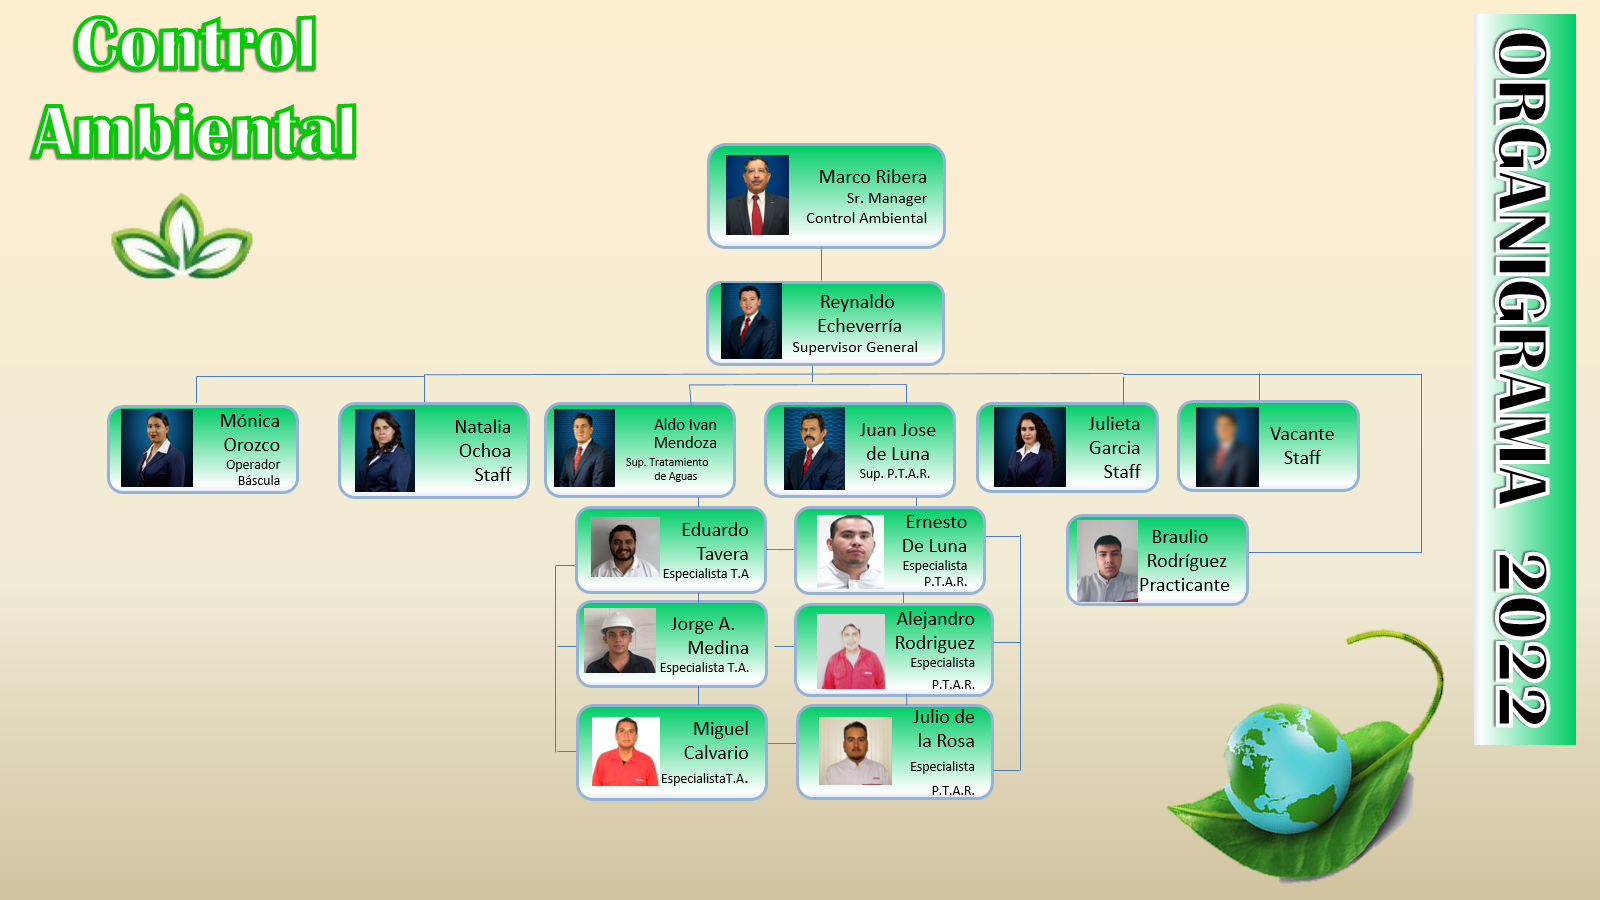 Control
Ambiental
ORGANIGRAMA 2022
Marco Ribera
Sr. Manager
Control Ambiental
Reynaldo
Echeverría
Supervisor General
Mónica
Orozco
Operador
Báscula
Natalia
Ochoa
Staff
Aldo Ivan
Mendoza
Sup. Tratamiento
de Aguas
Juan Jose
de Luna
Sup. P.T.A.R.
Julieta
Garcia
Staff
Vacante
Staff
Eduardo
Tavera
Especialista T.A
Ernesto
De Luna
Especialista
P.T.A.R.
Braulio
Rodríguez
Practicante
Jorge A.
Medina
Especialista T.A.
Alejandro
Rodriguez
Especialista
P.T.A.R.
Miguel
Calvario
EspecialistaT.A.
Julio de
la Rosa
Especialista
P.T.A.R.